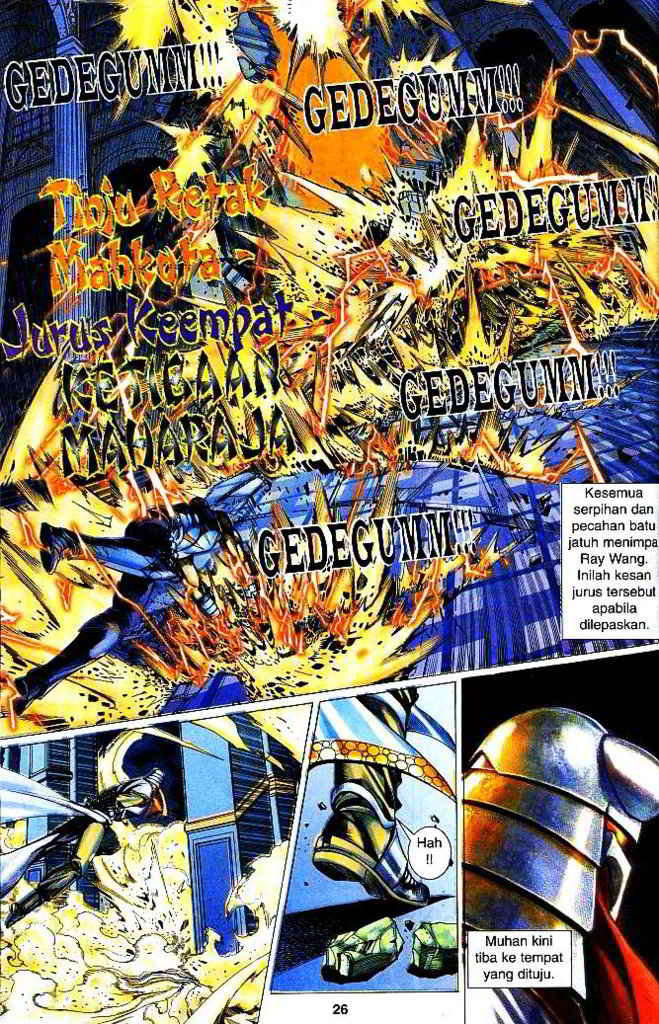 GEDEGUMM!!!
GEDEGUMM!!!
GEDEGUMM!!
Tinju Retak
Mahkota -
Jurus Keempat -
KETIBAAN
MAHARAJA
GEDEGUMM!!!
GEDEGUMM!!!
Kesemua
serpihan dan
pecahan batu
jatuh menimpa
Ray Wang.
Inilah kesan
jurus tersebut
apabila
dilepaskan.
Hah
!!
Muhan kini
tiba ke tempat
yang dituju.
26